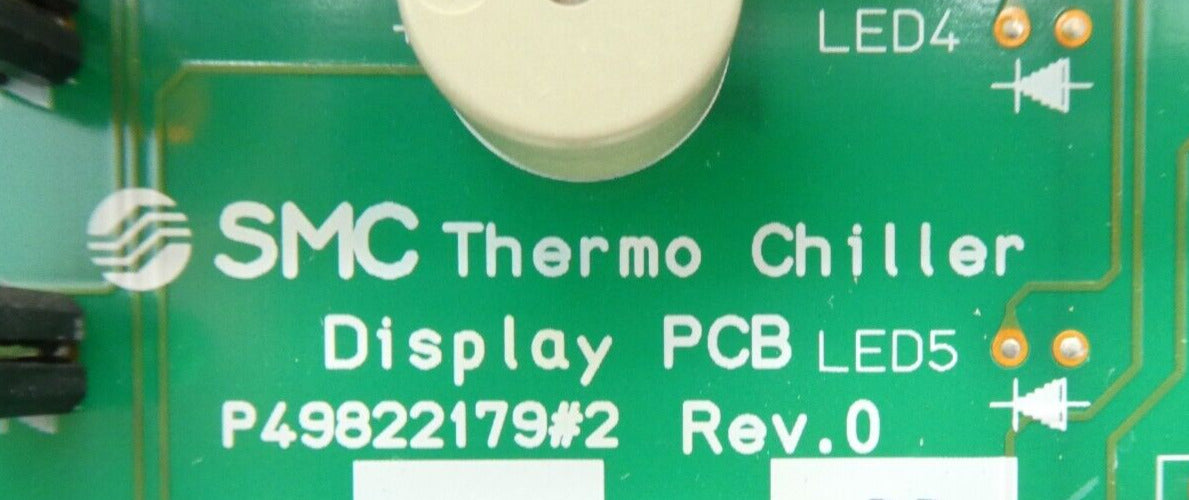 LED4
SMC Thermo Chiller
Display PCB LED5
P49822179#2 Rev.0